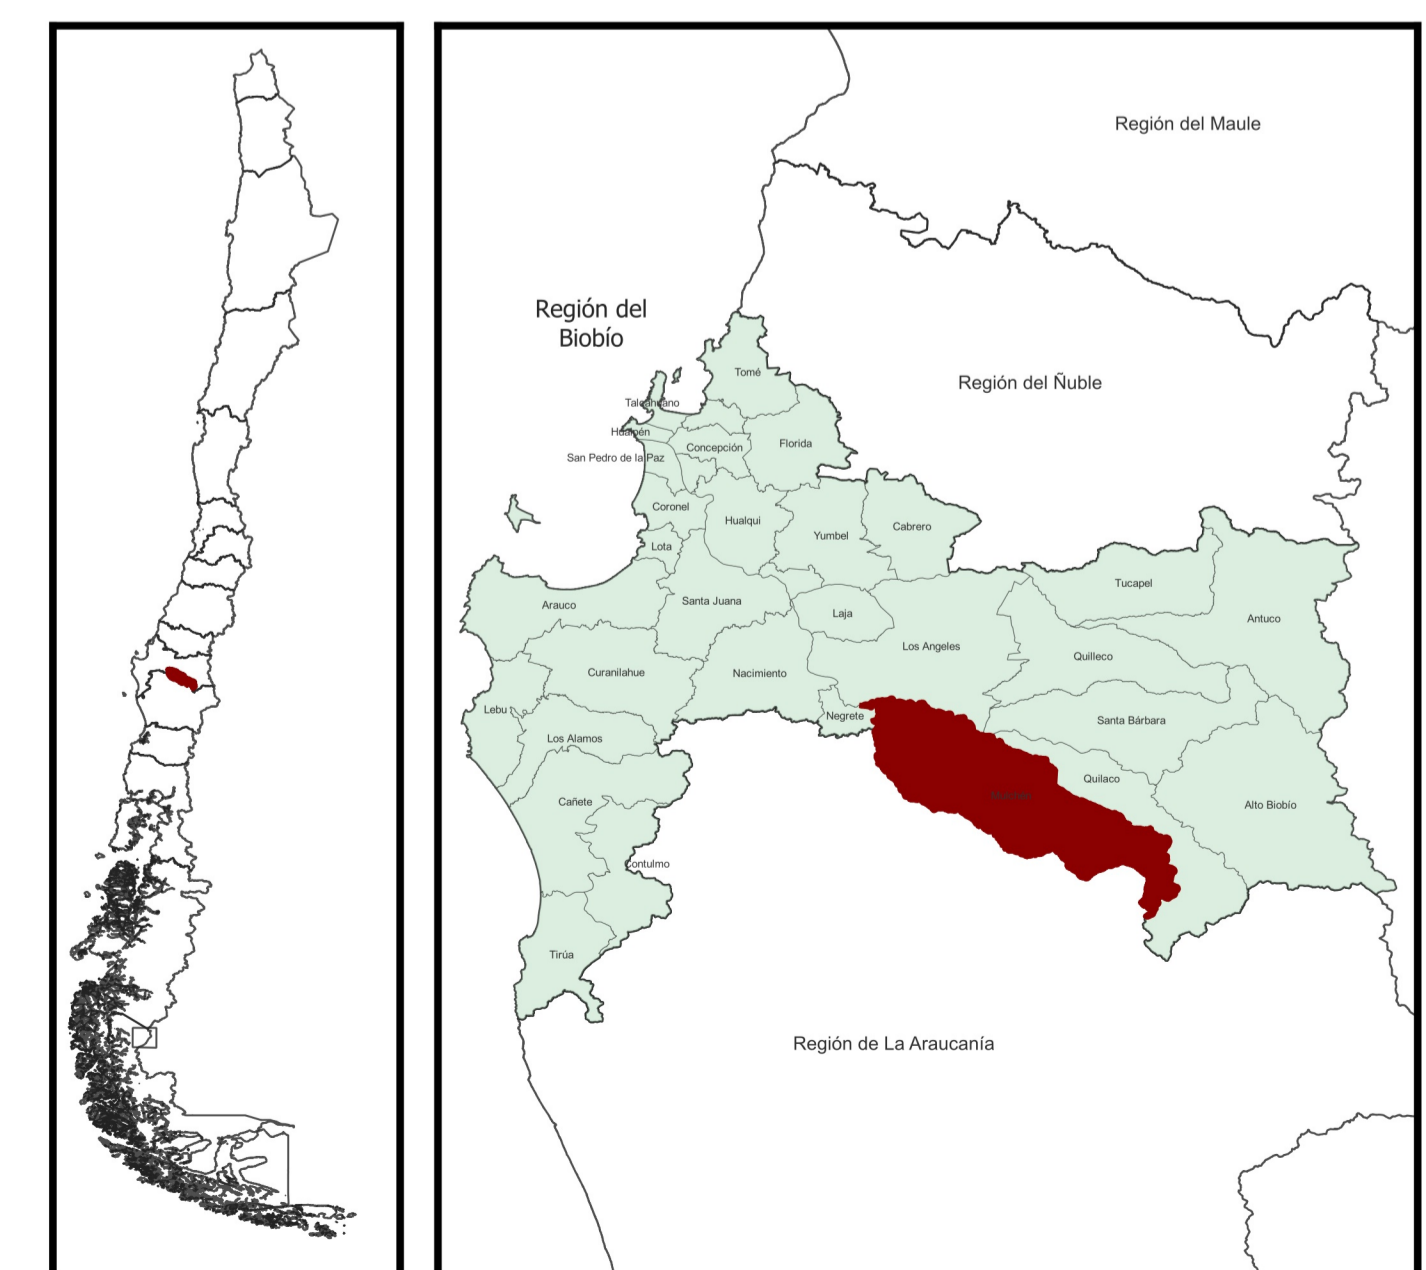 Región del Maule
Región del
Biobío
Región del Ñuble
Tomé
Talcahuano
Hualpén
Concepción
Florida
San Pedro de la Paz
Coronel
Hualqui
Yumbel
Cabrero
Lota
Tucapel
Arauco
Santa Juana
Laja
Antuco
Los Angeles
Quilleco
Curanilahue
Nacimiento
Lebu
Negrete
Santa Bárbara
Los Alamos
Quilaco
Mulchén
Cañete
Alto Biobío
Contulmo
Tirúa
Región de La Araucanía